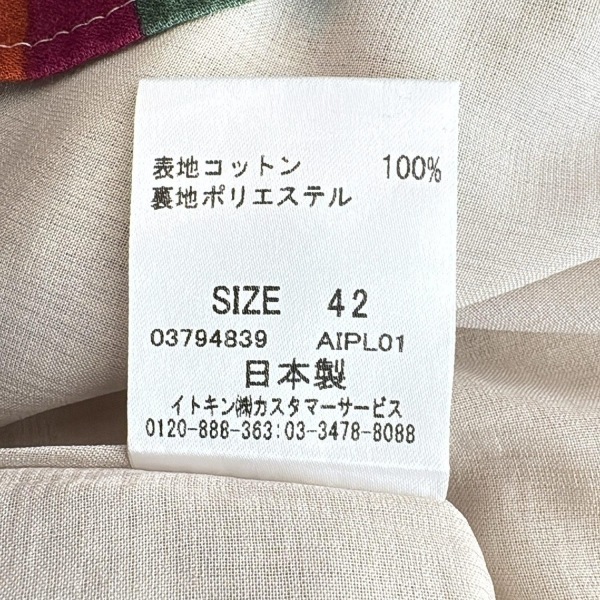 表地コットン 100%
裏地ポリエステル
SIZE 42
03794839 AIPL01
日本製
イトキン㈱カスタマーサービス
0120-888-363:03-3478-8088